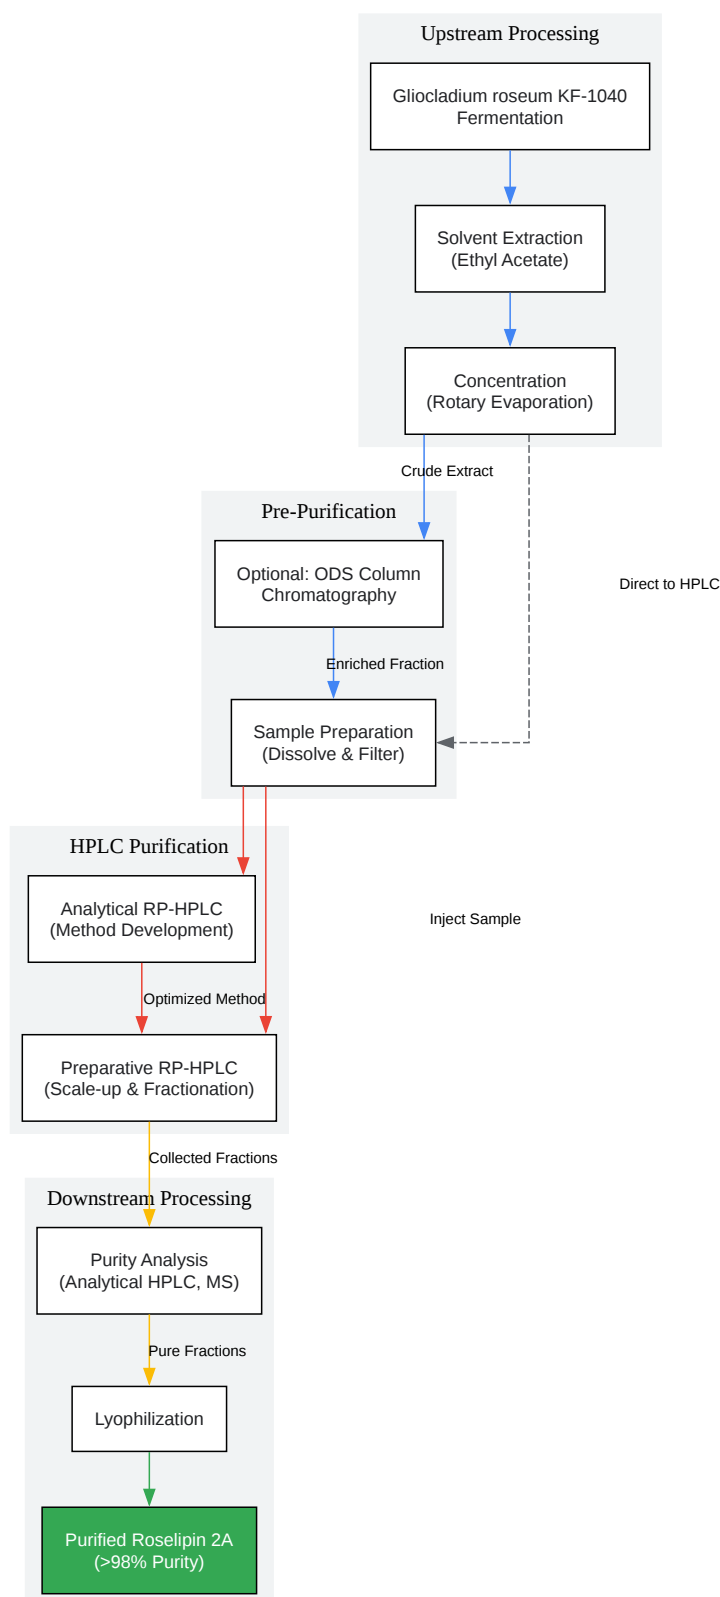 Upstream Processing
Gliocladium roseum KF-1040
Fermentation
Solvent Extraction
(Ethyl Acetate)
Concentration
(Rotary Evaporation)
Crude Extract
Pre-Purification
Optional: ODS Column
Chromatography
Direct to HPLC
Enriched Fraction
Sample Preparation
(Dissolve & Filter)
HPLC Purification
Analytical RP-HPLC
(Method Development)
Inject Sample
Optimized Method
Preparative RP-HPLC
(Scale-up & Fractionation)
Collected Fractions
Downstream Processing
Purity Analysis
(Analytical HPLC, MS)
Pure Fractions
Lyophilization
Purified Roselipin 2A
(>98% Purity)